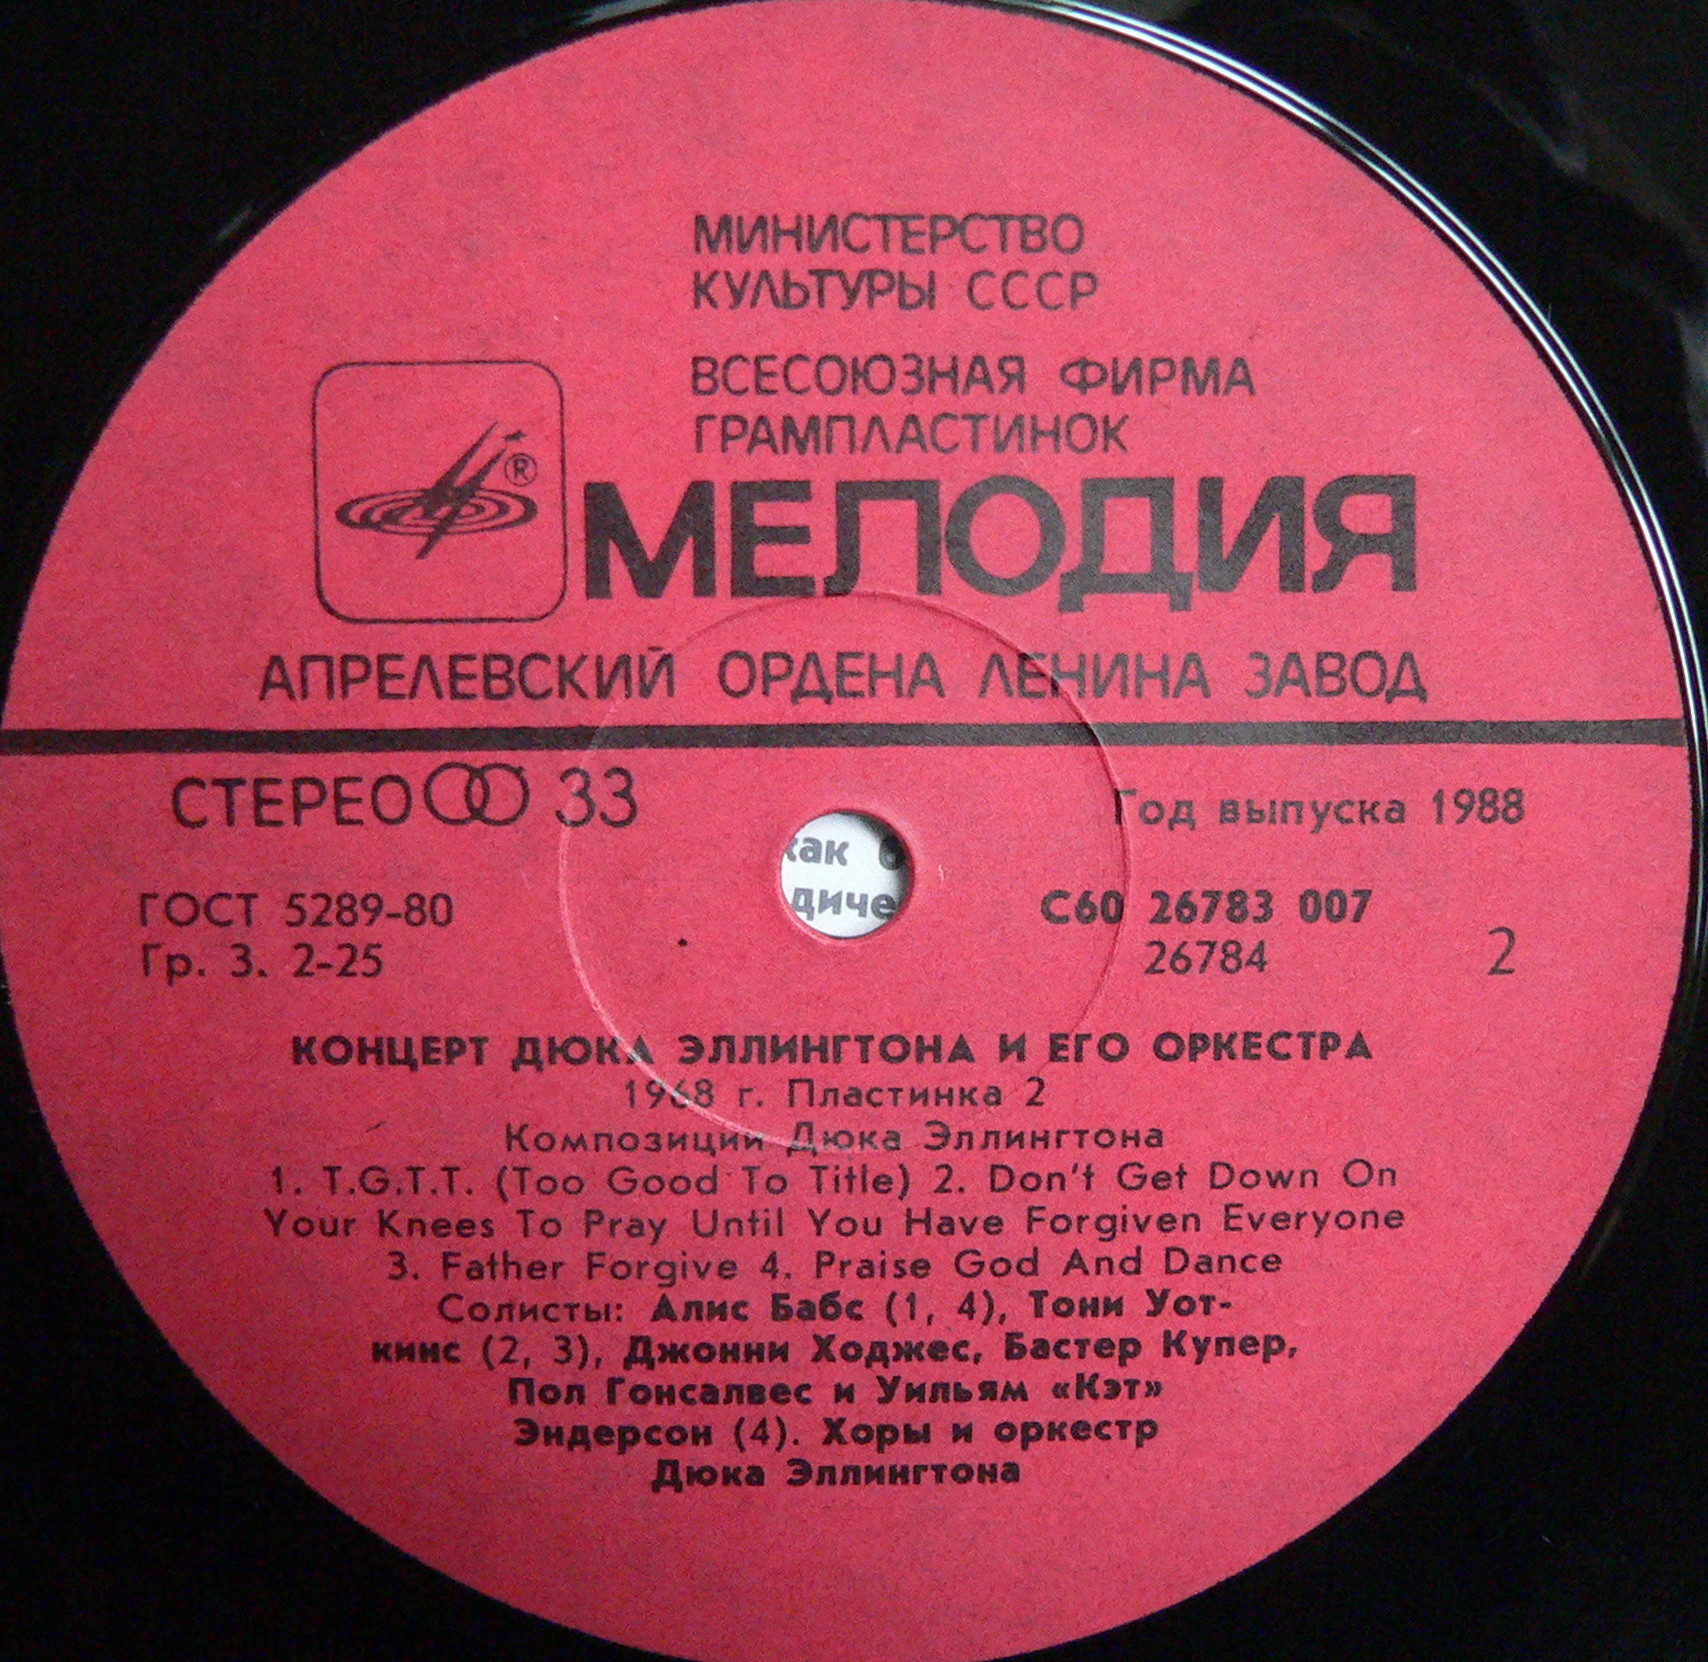 МИНИСТЕРСТВО
КУЛЬТУРЫ СССР
ВСЕСОЮЗНАЯ ФИРМА
ГРАМПЛАСТИНОК
®
МЕЛОДИЯ
АПРЕЛЕВСКИЙ ОРДЕНА ЛЕНИНА ЗАВОД
СТЕРЕО 33
Год выпуска 1988
ГОСТ 5289-80
Гр. 3. 2-25
как
диче
С60 26783 007
26784
2
КОНЦЕРТ ДЮКА ЭЛЛИНГТОНА И ЕГО ОРКЕСТРА
1968 г. Пластинка 2
Композиции Дюка Эллингтона
1. T.G.T.T. (Too Good To Title) 2. Don't Get Down On
Your Knees To Pray Until You Have Forgiven Everyone
3. Father Forgive 4. Praise God And Dance
Солисты: Алис Бабс (1, 4), Тони Уот-
кинс (2, 3), Джонни Ходжес, Бастер Купер,
Пол Гонсалвес и Уильям «Кэт»
Эндерсон (4). Хоры и оркестр
Дюка Эллингтона